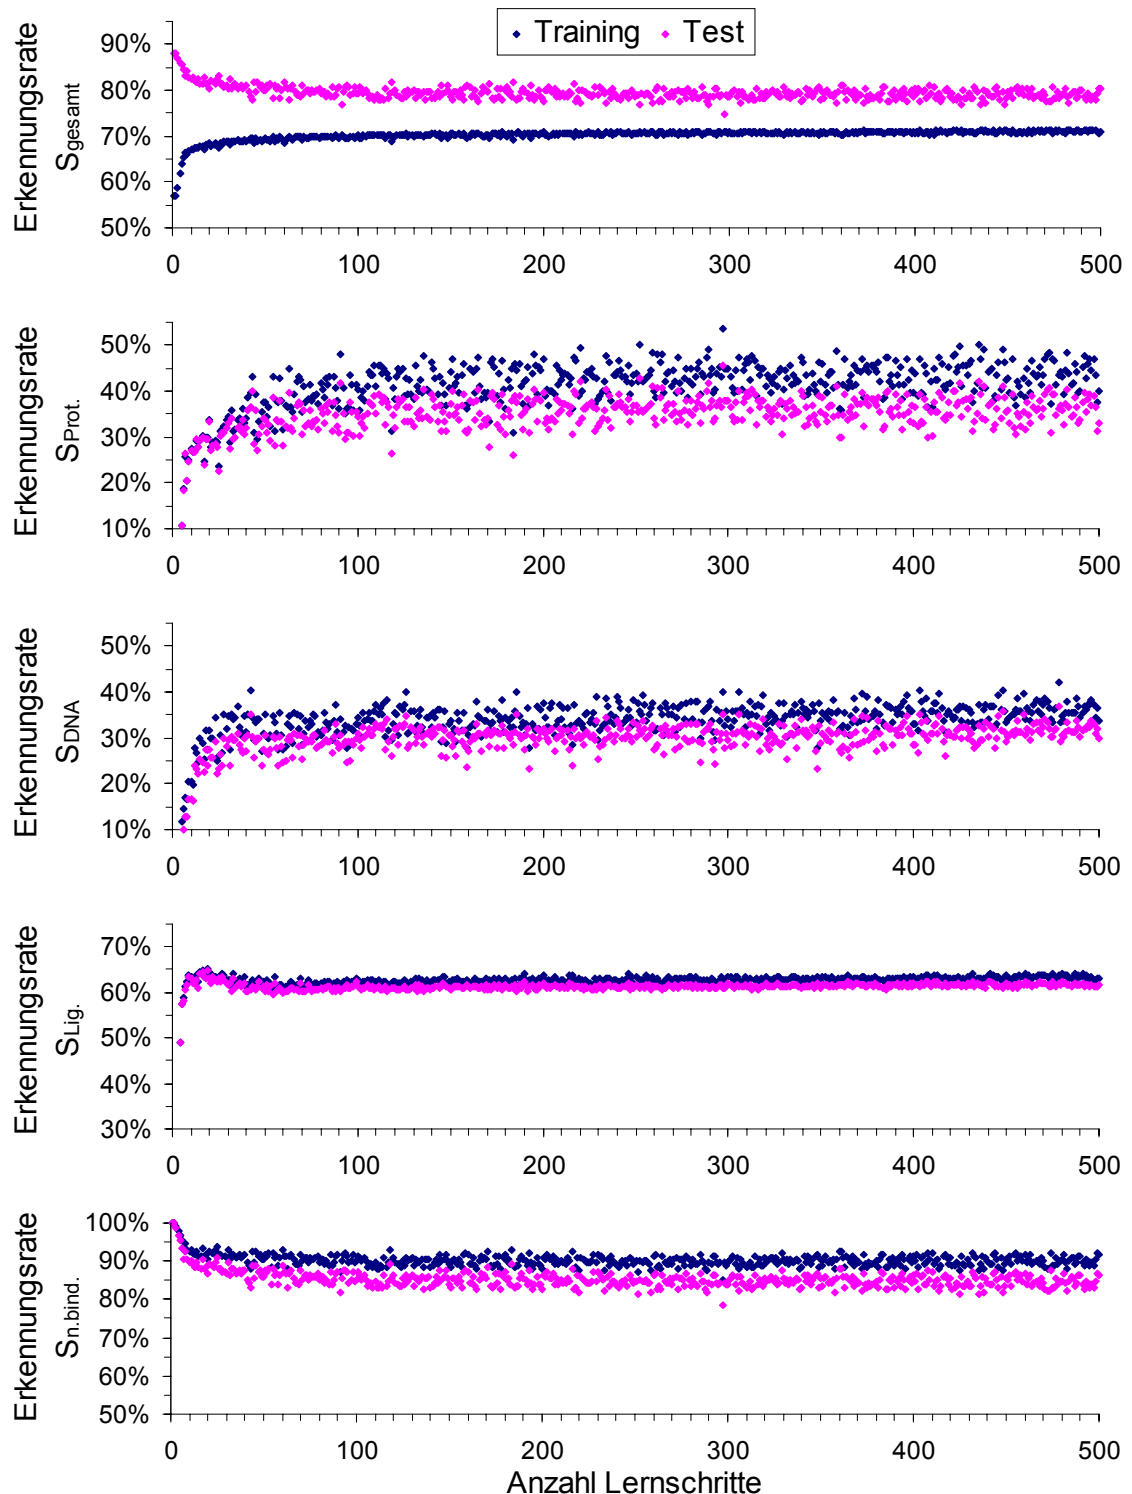 Training Test
Erkennungsrate
Sgesamt
90%
80%
70%
60%
50%
0 100 200 300 400 500
Erkennungsrate
SProt.
50%
40%
30%
20%
10%
0 100 200 300 400 500
Erkennungsrate
SDNA
50%
40%
30%
20%
10%
0 100 200 300 400 500
Erkennungsrate
SLig.
70%
60%
50%
40%
30%
0 100 200 300 400 500
Erkennungsrate
Sn.bind.
100%
90%
80%
70%
60%
50%
0 100 200 300 400 500
Anzahl Lernschritte